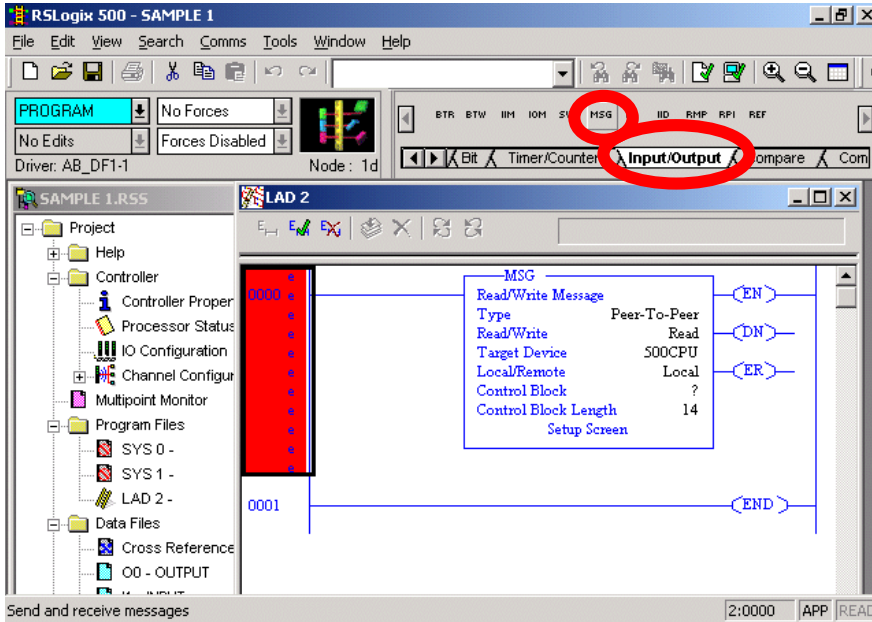 RSLogix 500 - SAMPLE 1
File Edit View Search Comms Tools Window Help
PROGRAM
No Forces
No Edits
Forces Disabled
Driver: AB_DF1-1
Node: 1d
BTR BTW IIM IOM MSG IID RMP RPI REF
Bit Timer/Counter Input/Output Compare Com
SAMPLE 1.RSS
Project
Help
Controller
Controller Proper
Processor Status
IO Configuration
Channel Configur
Multipoint Monitor
Program Files
SYS 0 -
SYS 1 -
LAD 2 -
Data Files
Cross Reference
O0 - OUTPUT
LAD 2
0000
e
e
e
e
e
e
e
e
e
e
e
MSG
Read/Write Message
Type Peer-To-Peer
Read/Write Read
Target Device 500CPU
Local/Remote Local
Control Block ?
Control Block Length 14
Setup Screen
EN
DN
ER
0001
END
Send and receive messages
2:0000
APP
READ